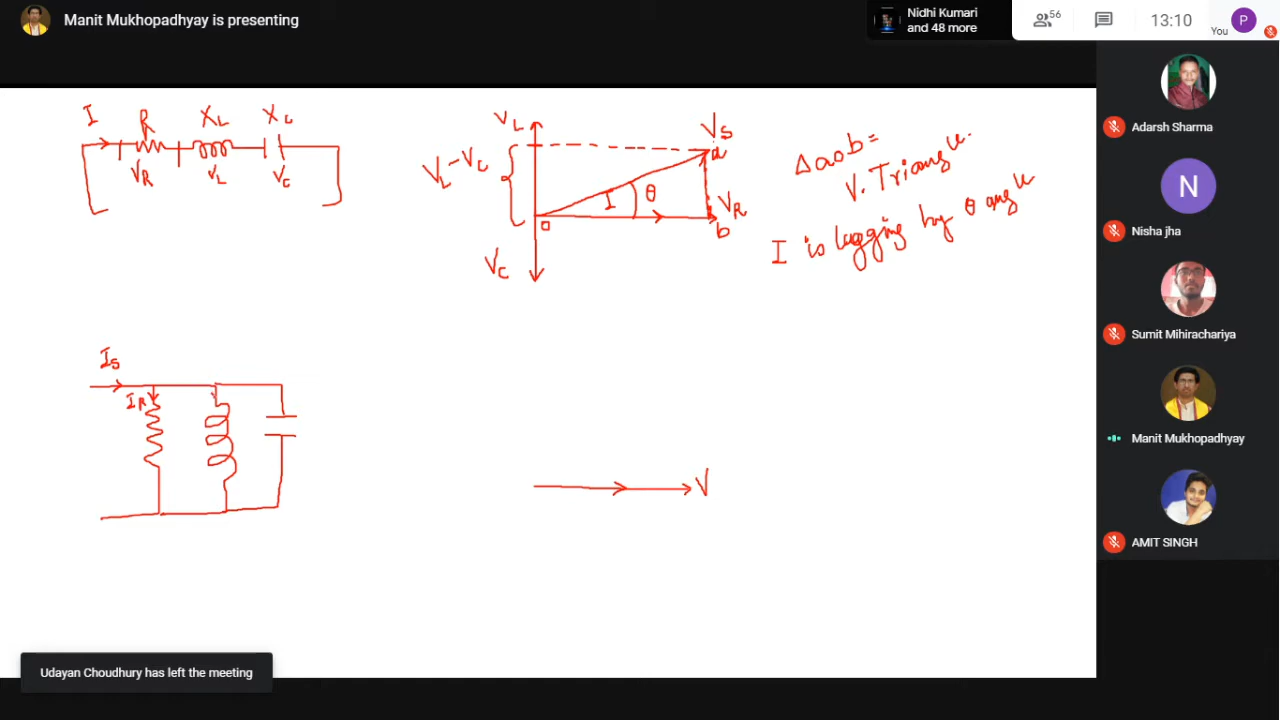 Manit Mukhopadhyay is presenting
Nidhi Kumari
and 48 more
56
13:10
You
P
I
R
XL
XC
VR
VL
VC
VL
VL-VC
VS
a
I
θ
VR
o
b
VC
Δaob =
V. Triangle.
I is lagging by θ angle
IS
IR
V
Adarsh Sharma
N
Nisha jha
Sumit Mihirachariya
Manit Mukhopadhyay
AMIT SINGH
Udayan Choudhury has left the meeting